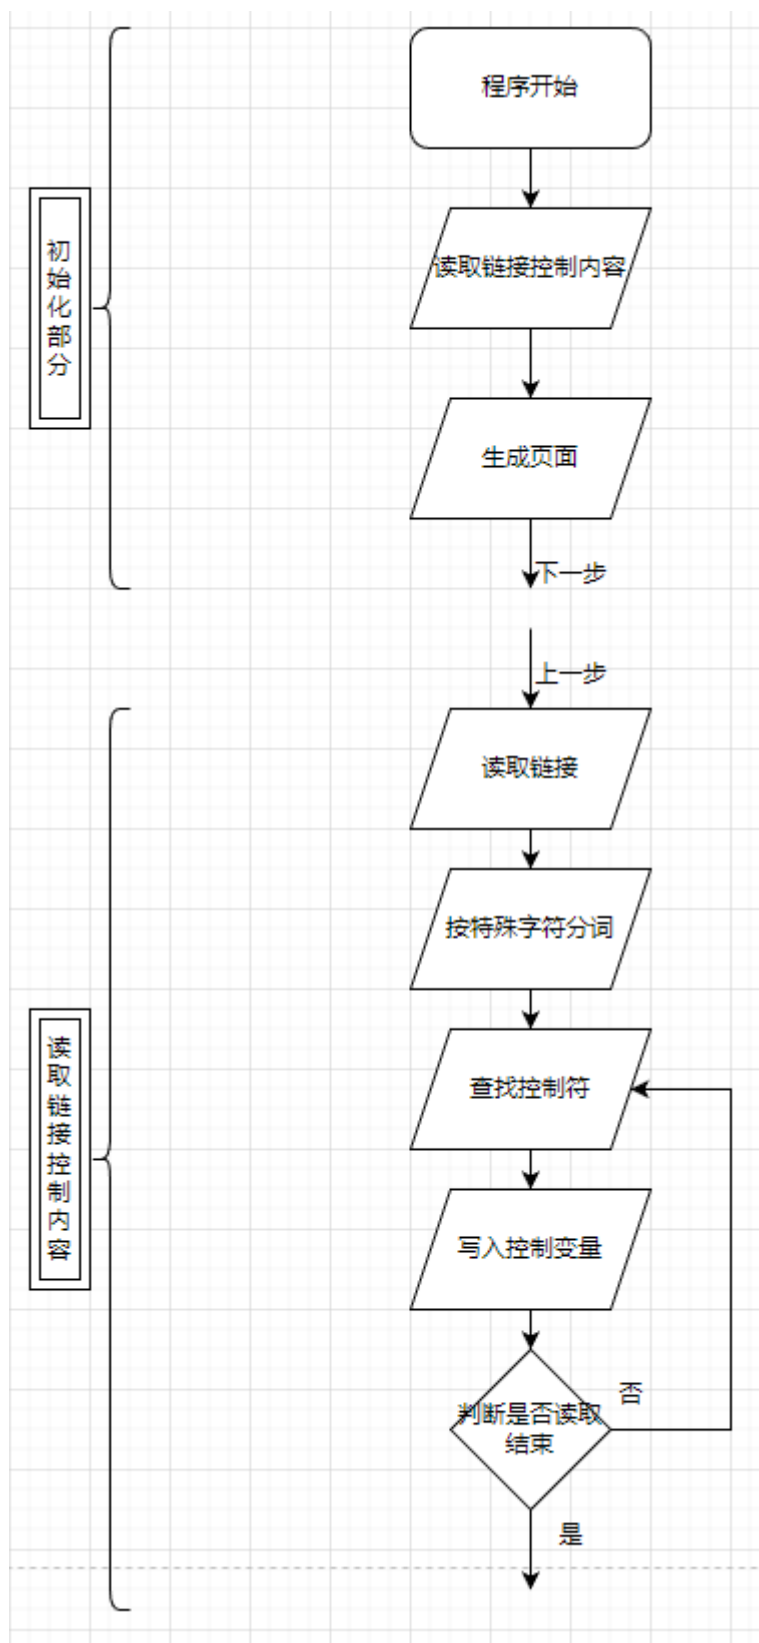 程序开始
读取链接控制内容
初始化部分
生成页面
下一步
上一步
读取链接
按特殊字符分词
查找控制符
读取链接控制内容
写入控制变量
否
判断是否读取
结束
是